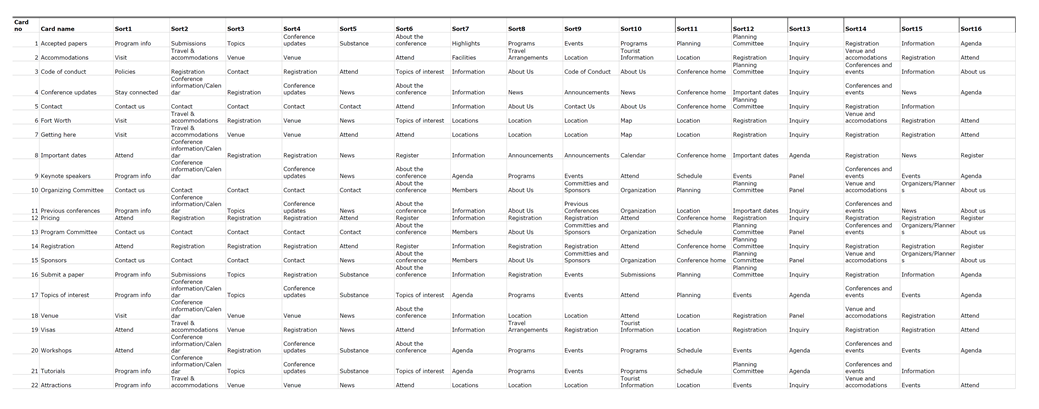 Card no Card name Sort1 Sort2 Sort3 Sort4 Sort5 Sort6 Sort7 Sort8 Sort9 Sort10 Sort11 Sort12 Sort13 Sort14 Sort15 Sort16
1 Accepted papers Program info Submissions Topics Conference updates Substance About the conference Highlights Programs Events Programs Planning Planning Committee Inquiry Registration Information Agenda
2 Accommodations Visit Travel & accommodations Venue Venue Attend Facilities Travel Arrangements Location Tourist Information Location Registration Inquiry Venue and accomodations Registration Attend
3 Code of conduct Policies Registration Contact Registration Attend Topics of interest Information About Us Code of Conduct About Us Conference home Planning Committee Inquiry Conferences and events Information About us
4 Conference updates Stay connected Conference information/Calendar Registration Conference updates News About the conference Information News Announcements News Conference home Important dates Inquiry Conferences and events News Agenda
5 Contact Contact us Contact Contact Contact Contact Attend Information About Us Contact Us About Us Conference home Planning Committee Inquiry Registration Information
6 Fort Worth Visit Travel & accommodations Registration Venue News Topics of interest Locations Location Location Map Location Registration Inquiry Venue and accomodations Registration Attend
7 Getting here Visit Travel & accommodations Venue Venue Attend Attend Locations Location Location Map Location Registration Inquiry Registration Registration Attend
8 Important dates Attend Conference information/Calendar Registration Registration News Register Information Announcements Announcements Calendar Conference home Important dates Agenda Conferences and events News Register
9 Keynote speakers Program info Conference information/Calendar Conference updates News About the conference Agenda Programs Events Attend Schedule Events Panel Conferences and events Events Agenda
10 Organizing Committee Contact us Contact Contact Contact Contact About the conference Members About Us Committees and Sponsors Organization Planning Planning Committee Panel Venue and accomodations Organizers/Planners About us
11 Previous conferences Program info Conference information/Calendar Topics Conference updates News About the conference Information About Us Previous Conferences Organization Location Important dates Inquiry Conferences and events News About us
12 Pricing Attend Registration Registration Registration Attend Register Information Registration Registration Attend Conference home Registration Inquiry Registration Registration Register
13 Program Committee Contact us Contact Contact Contact Contact About the conference Members About Us Committees and Sponsors Organization Schedule Planning Committee Panel Conferences and events Organizers/Planners About us
14 Registration Attend Registration Registration Registration Attend Register Information Registration Registration Attend Conference home Planning Committee Inquiry Registration Registration Register
15 Sponsors Contact us Contact Contact Contact News About the conference Members About Us Committees and Sponsors Organization Conference home Planning Committee Inquiry Venue and accomodations Organizers/Planners About us
16 Submit a paper Program info Submissions Topics Registration Substance About the conference Information Registration Events Submissions Planning Planning Committee Inquiry Registration Information Agenda
17 Topics of interest Program info Conference information/Calendar Topics Conference updates Substance Topics of interest Agenda Programs Events Attend Planning Events Agenda Conferences and events Events Agenda
18 Venue Visit Conference information/Calendar Venue Venue News About the conference Information Location Location Attend Location Registration Panel Venue and accomodations Registration Attend
19 Visas Attend Travel & accommodations Venue Registration News Attend Information Travel Arrangements Registration Tourist Information Location Registration Inquiry Registration Registration Attend
20 Workshops Attend Conference information/Calendar Registration Conference updates Substance About the conference Agenda Programs Events Programs Schedule Events Agenda Conferences and events Events Agenda
21 Tutorials Program info Conference information/Calendar Topics Conference updates Substance Topics of interest Agenda Programs Events Programs Schedule Planning Committee Agenda Conferences and events Information
22 Attractions Program info Travel & accommodations Venue Venue News Attend Locations Location Location Tourist Information Location Events Inquiry Venue and accomodations Events Attend